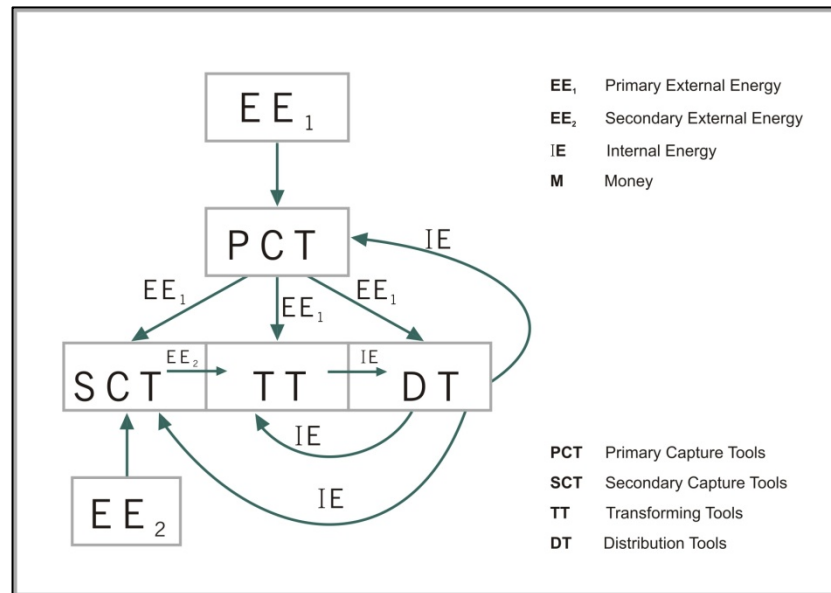 EE₁
PCT
IE
EE₁
EE₁
EE₁
SCT
EE₂
TT
IE
DT
IE
IE
EE₂
EE₁ Primary External Energy
EE₂ Secondary External Energy
IE Internal Energy
M Money
PCT Primary Capture Tools
SCT Secondary Capture Tools
TT Transforming Tools
DT Distribution Tools